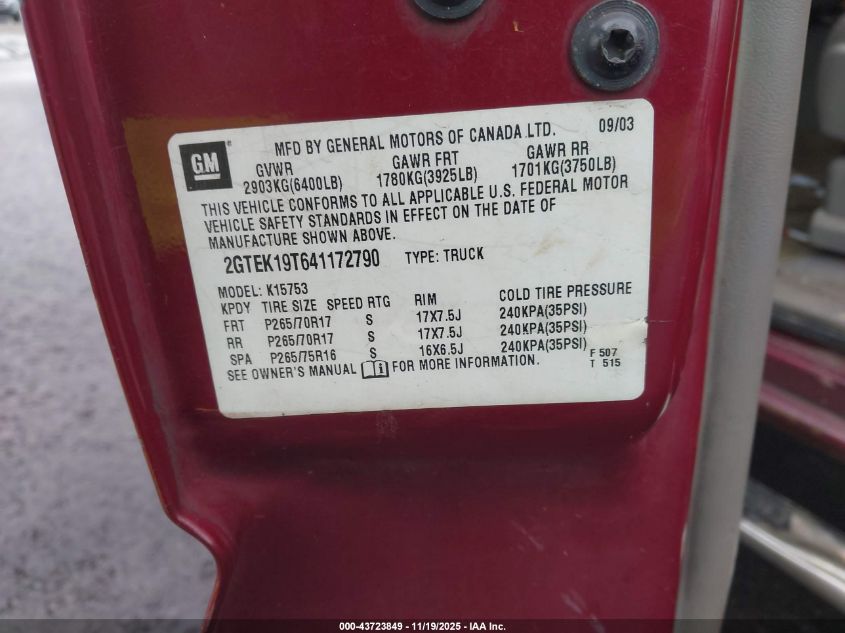 GM
MFD BY GENERAL MOTORS OF CANADA LTD. 09/03
GVWR GAWR FRT GAWR RR
2903KG(6400LB) 1780KG(3925LB) 1701KG(3750LB)
THIS VEHICLE CONFORMS TO ALL APPLICABLE U.S. FEDERAL MOTOR
VEHICLE SAFETY STANDARDS IN EFFECT ON THE DATE OF
MANUFACTURE SHOWN ABOVE.
2GTEK19T641172790 TYPE: TRUCK
MODEL: K15753
KPDY TIRE SIZE SPEED RTG RIM COLD TIRE PRESSURE
FRT P265/70R17 S 17X7.5J 240KPA(35PSI)
RR P265/70R17 S 17X7.5J 240KPA(35PSI)
SPA P265/75R16 S 16X6.5J 240KPA(35PSI)
SEE OWNER'S MANUAL i FOR MORE INFORMATION.
F 507
T 515
000-43723849 - 11/19/2025 - IAA Inc.